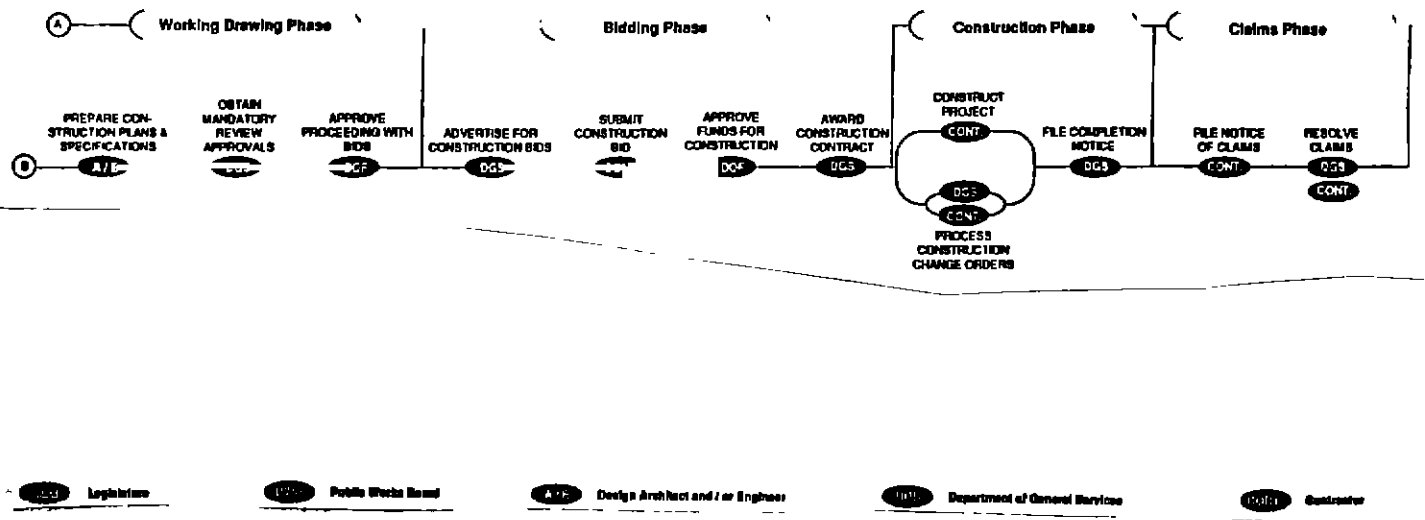 A
Working Drawing Phase
Bidding Phase
Construction Phase
Claims Phase
PREPARE CON-
STRUCTION PLANS &
SPECIFICATIONS
A / E
OBTAIN
MANDATORY
REVIEW
APPROVALS
APPROVE
PROCEEDING WITH
BIDS
DOF
ADVERTISE FOR
CONSTRUCTION BIDS
DGS
SUBMIT
CONSTRUCTION
BID
APPROVE
FUNDS FOR
CONSTRUCTION
DOF
AWARD
CONSTRUCTION
CONTRACT
DGS
CONSTRUCT
PROJECT
CONT
DGS
CONT.
PROCESS
CONSTRUCTION
CHANGE ORDERS
FILE COMPLETION
NOTICE
DGS
FILE NOTICE
OF CLAIMS
CONT.
RESOLVE
CLAIMS
DGS
CONT.
B
Legislature
Public Works Board
A / E Design Architect and / or Engineer
Department of General Services
Contractor